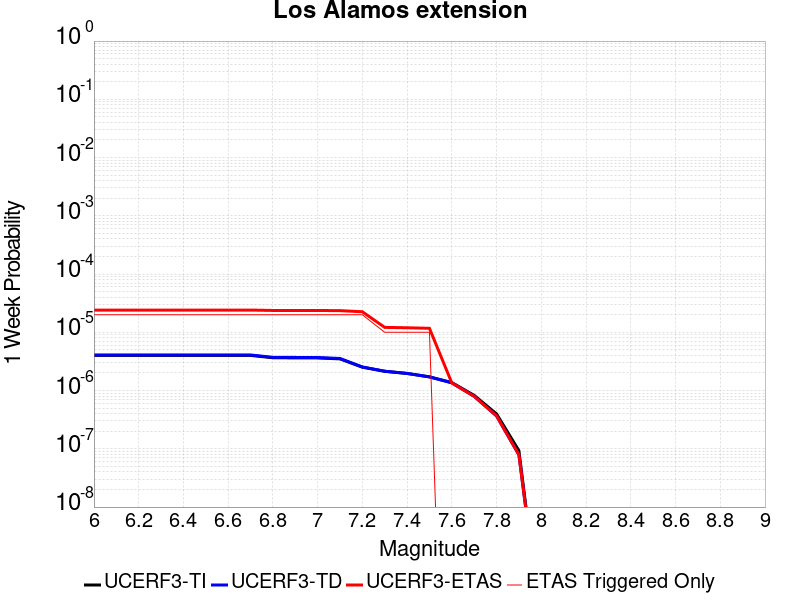 Los Alamos extension
10^0
10^-1
10^-2
10^-3
10^-4
10^-5
10^-6
10^-7
10^-8
1 Week Probability
6 6.2 6.4 6.6 6.8 7 7.2 7.4 7.6 7.8 8 8.2 8.4 8.6 8.8 9
Magnitude
UCERF3-TI UCERF3-TD UCERF3-ETAS ETAS Triggered Only